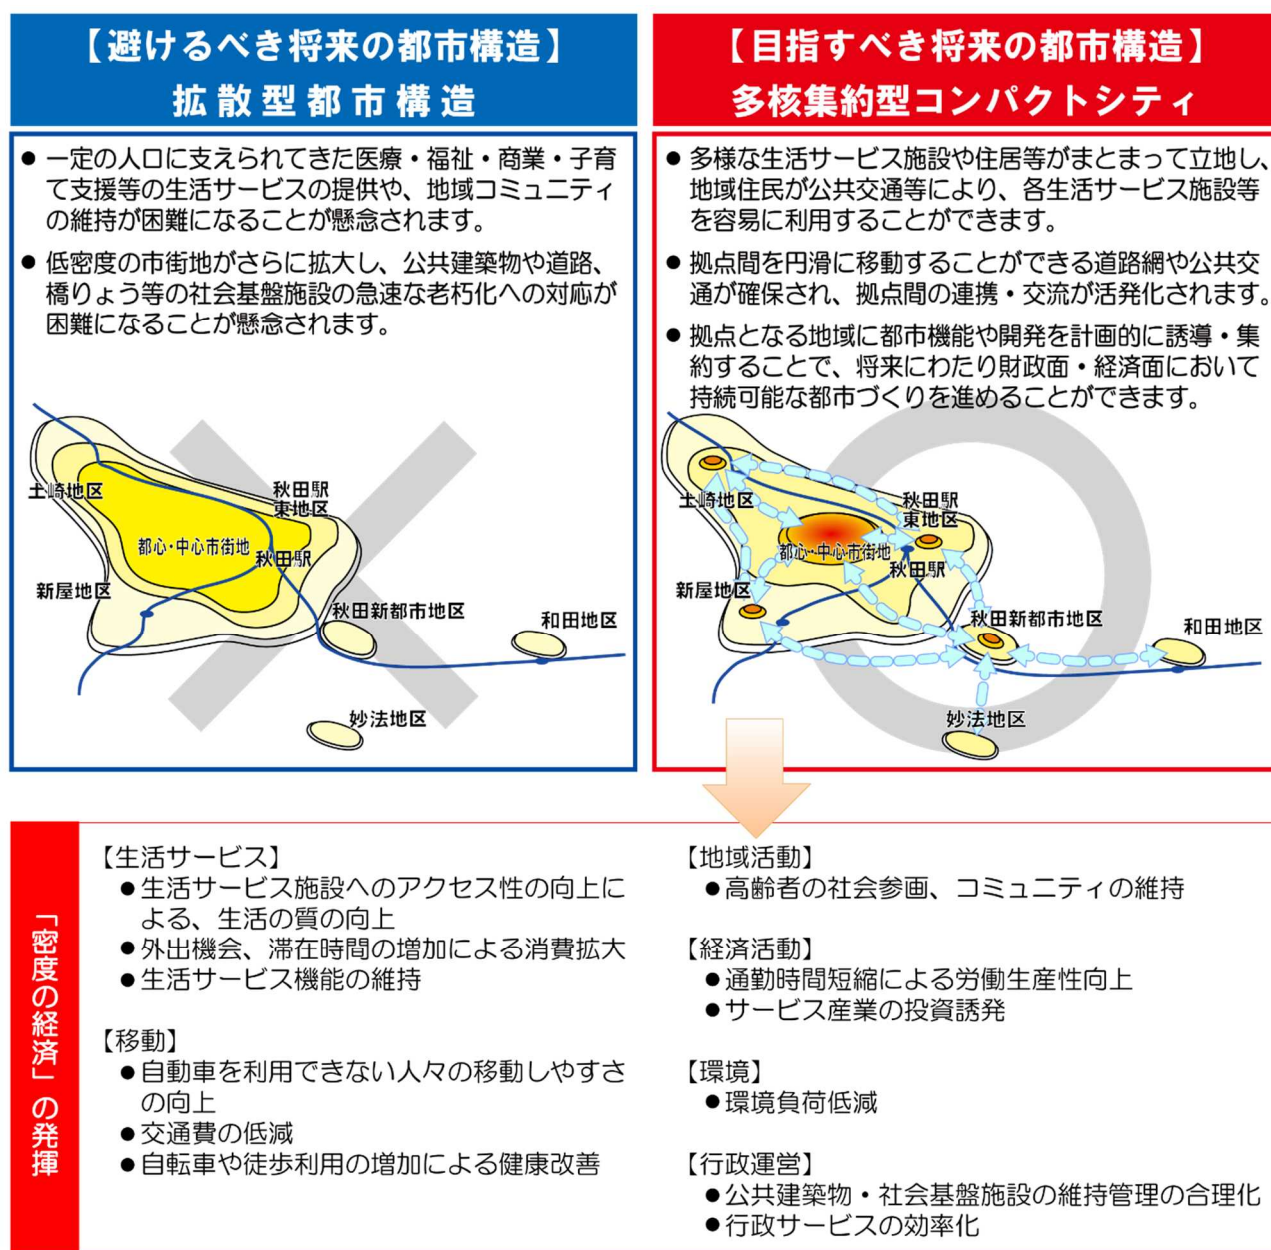 【避けるべき将来の都市構造】
拡散型都市構造
● 一定の人口に支えられてきた医療・福祉・商業・子育
て支援等の生活サービスの提供や、地域コミュニティ
の維持が困難になることが懸念されます。
● 低密度の市街地がさらに拡大し、公共建築物や道路、
橋りょう等の社会基盤施設の急速な老朽化への対応が
困難になることが懸念されます。
土崎地区
秋田駅
東地区
都心・中心市街地
秋田駅
新屋地区
秋田新都市地区
和田地区
妙法地区
【目指すべき将来の都市構造】
多核集約型コンパクトシティ
● 多様な生活サービス施設や住居等がまとまって立地し、
地域住民が公共交通等により、各生活サービス施設等
を容易に利用することができます。
● 拠点間を円滑に移動することができる道路網や公共交
通が確保され、拠点間の連携・交流が活発化されます。
● 拠点となる地域に都市機能や開発を計画的に誘導・集
約することで、将来にわたり財政面・経済面において
持続可能な都市づくりを進めることができます。
土崎地区
秋田駅
東地区
都心・中心市街地
秋田駅
新屋地区
秋田新都市地区
和田地区
妙法地区
「密度の経済」の発揮
【生活サービス】
●生活サービス施設へのアクセス性の向上に
よる、生活の質の向上
●外出機会、滞在時間の増加による消費拡大
●生活サービス機能の維持
【移動】
●自動車を利用できない人々の移動しやすさ
の向上
●交通費の低減
●自転車や徒歩利用の増加による健康改善
【地域活動】
●高齢者の社会参画、コミュニティの維持
【経済活動】
●通勤時間短縮による労働生産性向上
●サービス産業の投資誘発
【環境】
●環境負荷低減
【行政運営】
●公共建築物・社会基盤施設の維持管理の合理化
●行政サービスの効率化